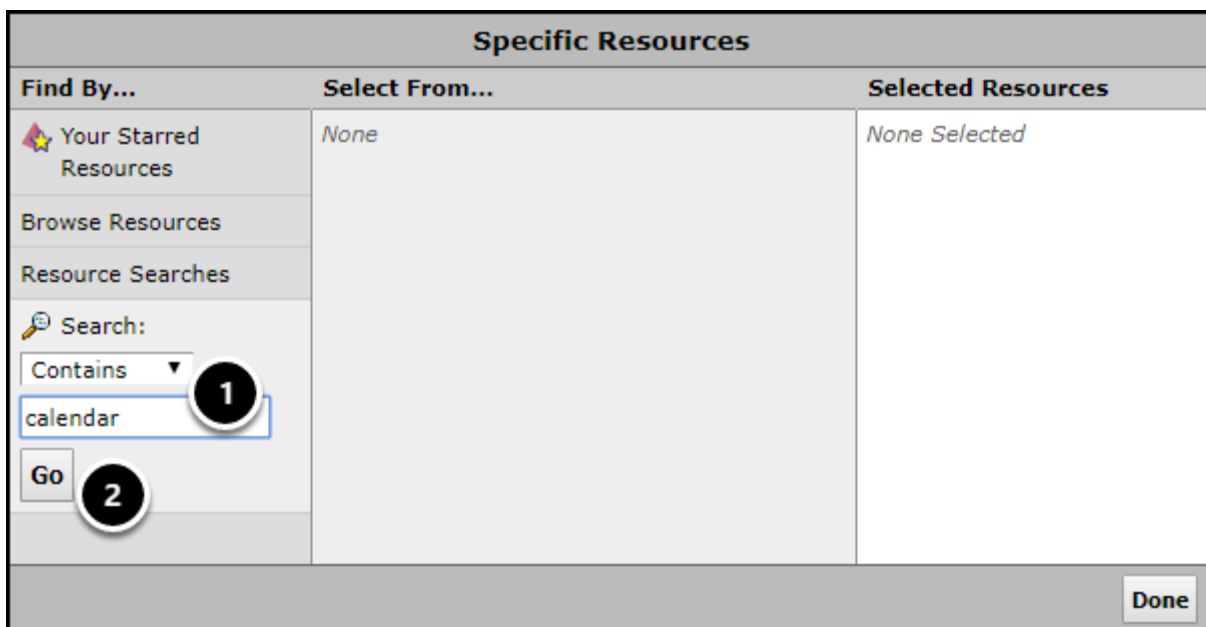 Specific Resources
Find By...
Select From...
Selected Resources
Your Starred
Resources
None
None Selected
Browse Resources
Resource Searches
Search:
Contains
1
calendar
Go
2
Done